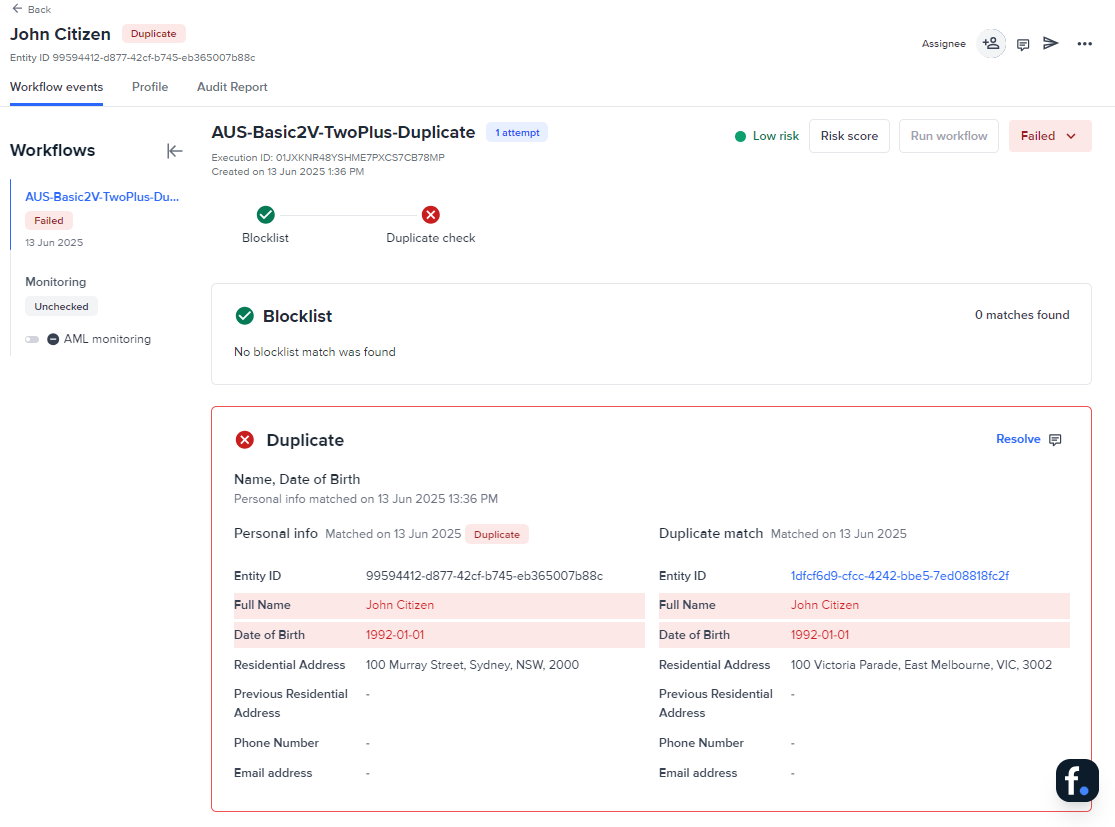 Back
John Citizen Duplicate
Entity ID 99594412-d877-42cf-b745-eb365007b88c
Assignee
Workflow events Profile Audit Report
Workflows
AUS-Basic2V-TwoPlus-Du...
Failed
13 Jun 2025
Monitoring
Unchecked
AML monitoring
AUS-Basic2V-TwoPlus-Duplicate 1 attempt
Execution ID: 01JXKNR48YSHME7PXCS7CB78MP
Created on 13 Jun 2025 1:36 PM
Low risk Risk score Run workflow Failed
Blocklist Duplicate check
Blocklist 0 matches found
No blocklist match was found
Duplicate Resolve
Name, Date of Birth
Personal info matched on 13 Jun 2025 13:36 PM
Personal info Matched on 13 Jun 2025 Duplicate
Entity ID 99594412-d877-42cf-b745-eb365007b88c
Full Name John Citizen
Date of Birth 1992-01-01
Residential Address 100 Murray Street, Sydney, NSW, 2000
Previous Residential -
Address
Phone Number -
Email address -
Duplicate match Matched on 13 Jun 2025
Entity ID 1dfcf6d9-cfcc-4242-bbe5-7ed08818fc2f
Full Name John Citizen
Date of Birth 1992-01-01
Residential Address 100 Victoria Parade, East Melbourne, VIC, 3002
Previous Residential -
Address
Phone Number -
Email address -
f.